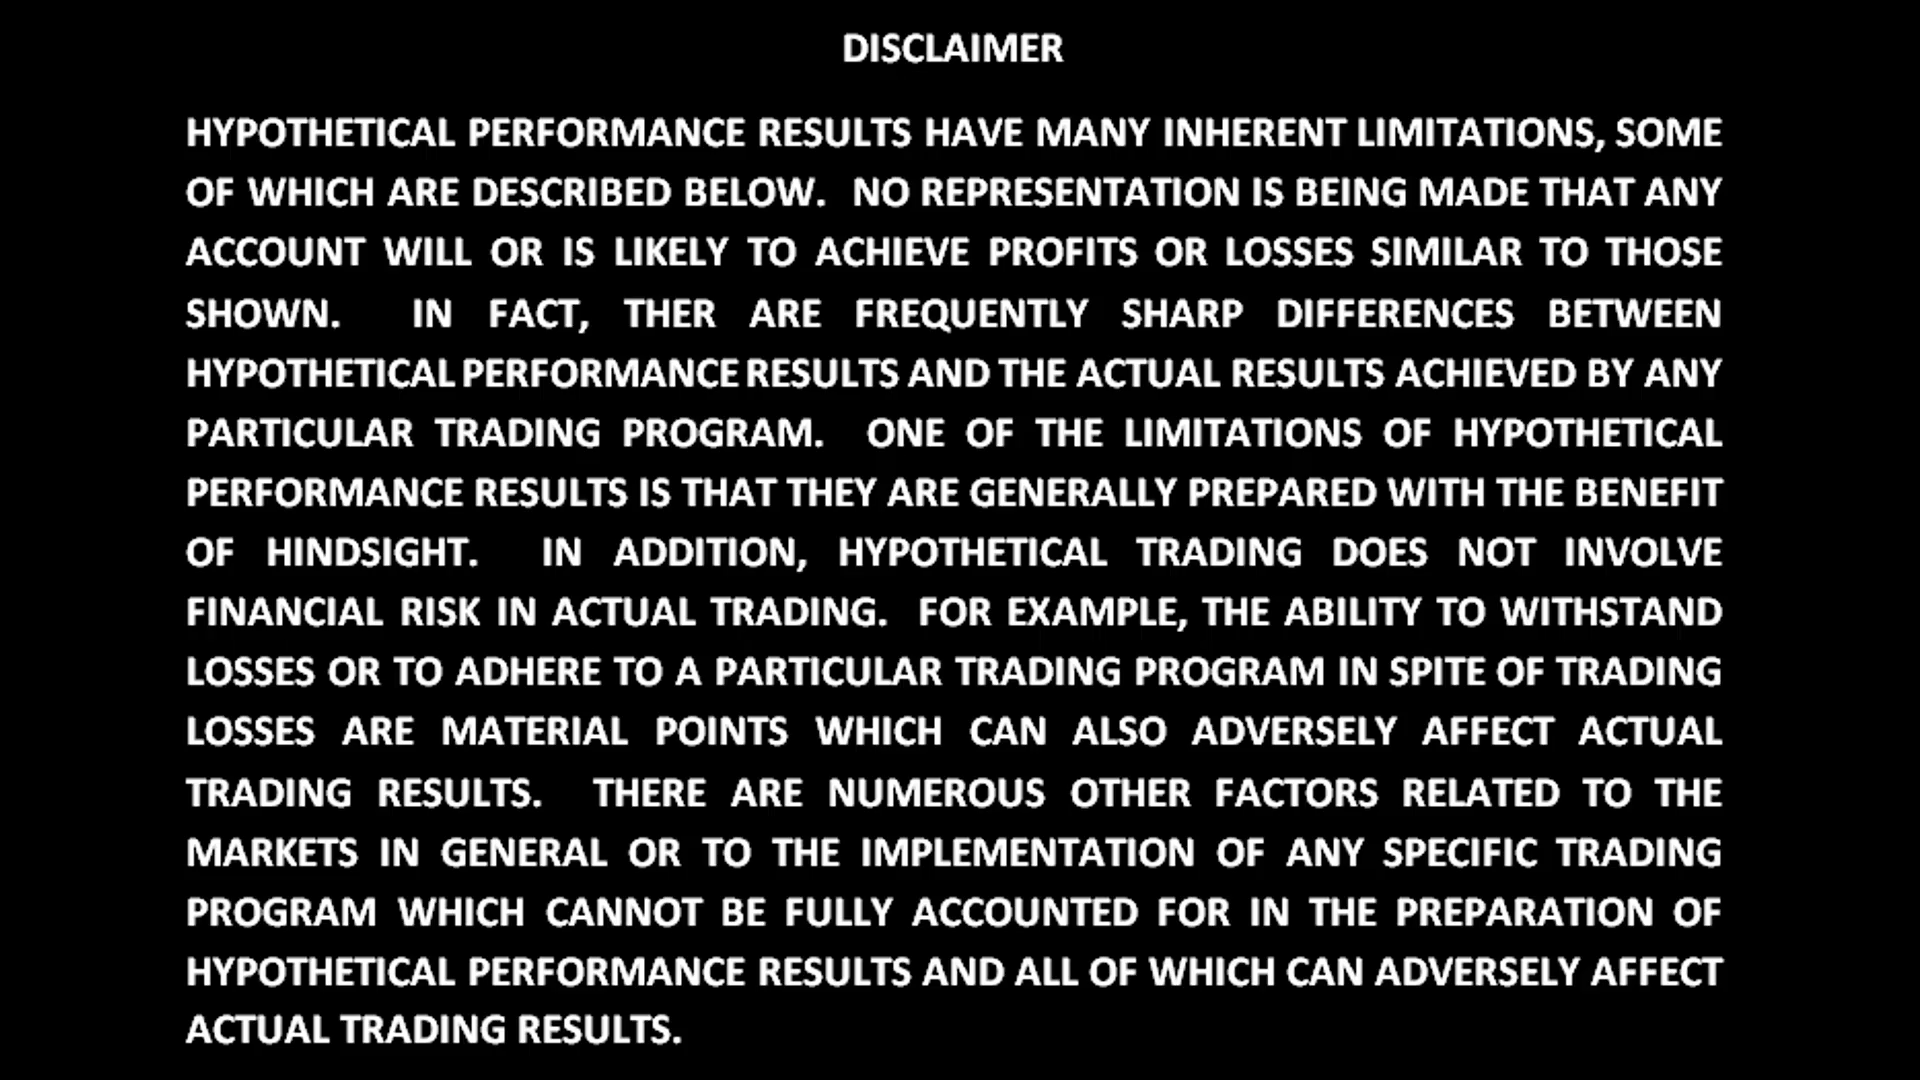 DISCLAIMER
HYPOTHETICAL PERFORMANCE RESULTS HAVE MANY INHERENT LIMITATIONS, SOME
OF WHICH ARE DESCRIBED BELOW. NO REPRESENTATION IS BEING MADE THAT ANY
ACCOUNT WILL OR IS LIKELY TO ACHIEVE PROFITS OR LOSSES SIMILAR TO THOSE
SHOWN. IN FACT, THER ARE FREQUENTLY SHARP DIFFERENCES BETWEEN
HYPOTHETICAL PERFORMANCE RESULTS AND THE ACTUAL RESULTS ACHIEVED BY ANY
PARTICULAR TRADING PROGRAM. ONE OF THE LIMITATIONS OF HYPOTHETICAL
PERFORMANCE RESULTS IS THAT THEY ARE GENERALLY PREPARED WITH THE BENEFIT
OF HINDSIGHT. IN ADDITION, HYPOTHETICAL TRADING DOES NOT INVOLVE
FINANCIAL RISK IN ACTUAL TRADING. FOR EXAMPLE, THE ABILITY TO WITHSTAND
LOSSES OR TO ADHERE TO A PARTICULAR TRADING PROGRAM IN SPITE OF TRADING
LOSSES ARE MATERIAL POINTS WHICH CAN ALSO ADVERSELY AFFECT ACTUAL
TRADING RESULTS. THERE ARE NUMEROUS OTHER FACTORS RELATED TO THE
MARKETS IN GENERAL OR TO THE IMPLEMENTATION OF ANY SPECIFIC TRADING
PROGRAM WHICH CANNOT BE FULLY ACCOUNTED FOR IN THE PREPARATION OF
HYPOTHETICAL PERFORMANCE RESULTS AND ALL OF WHICH CAN ADVERSELY AFFECT
ACTUAL TRADING RESULTS.